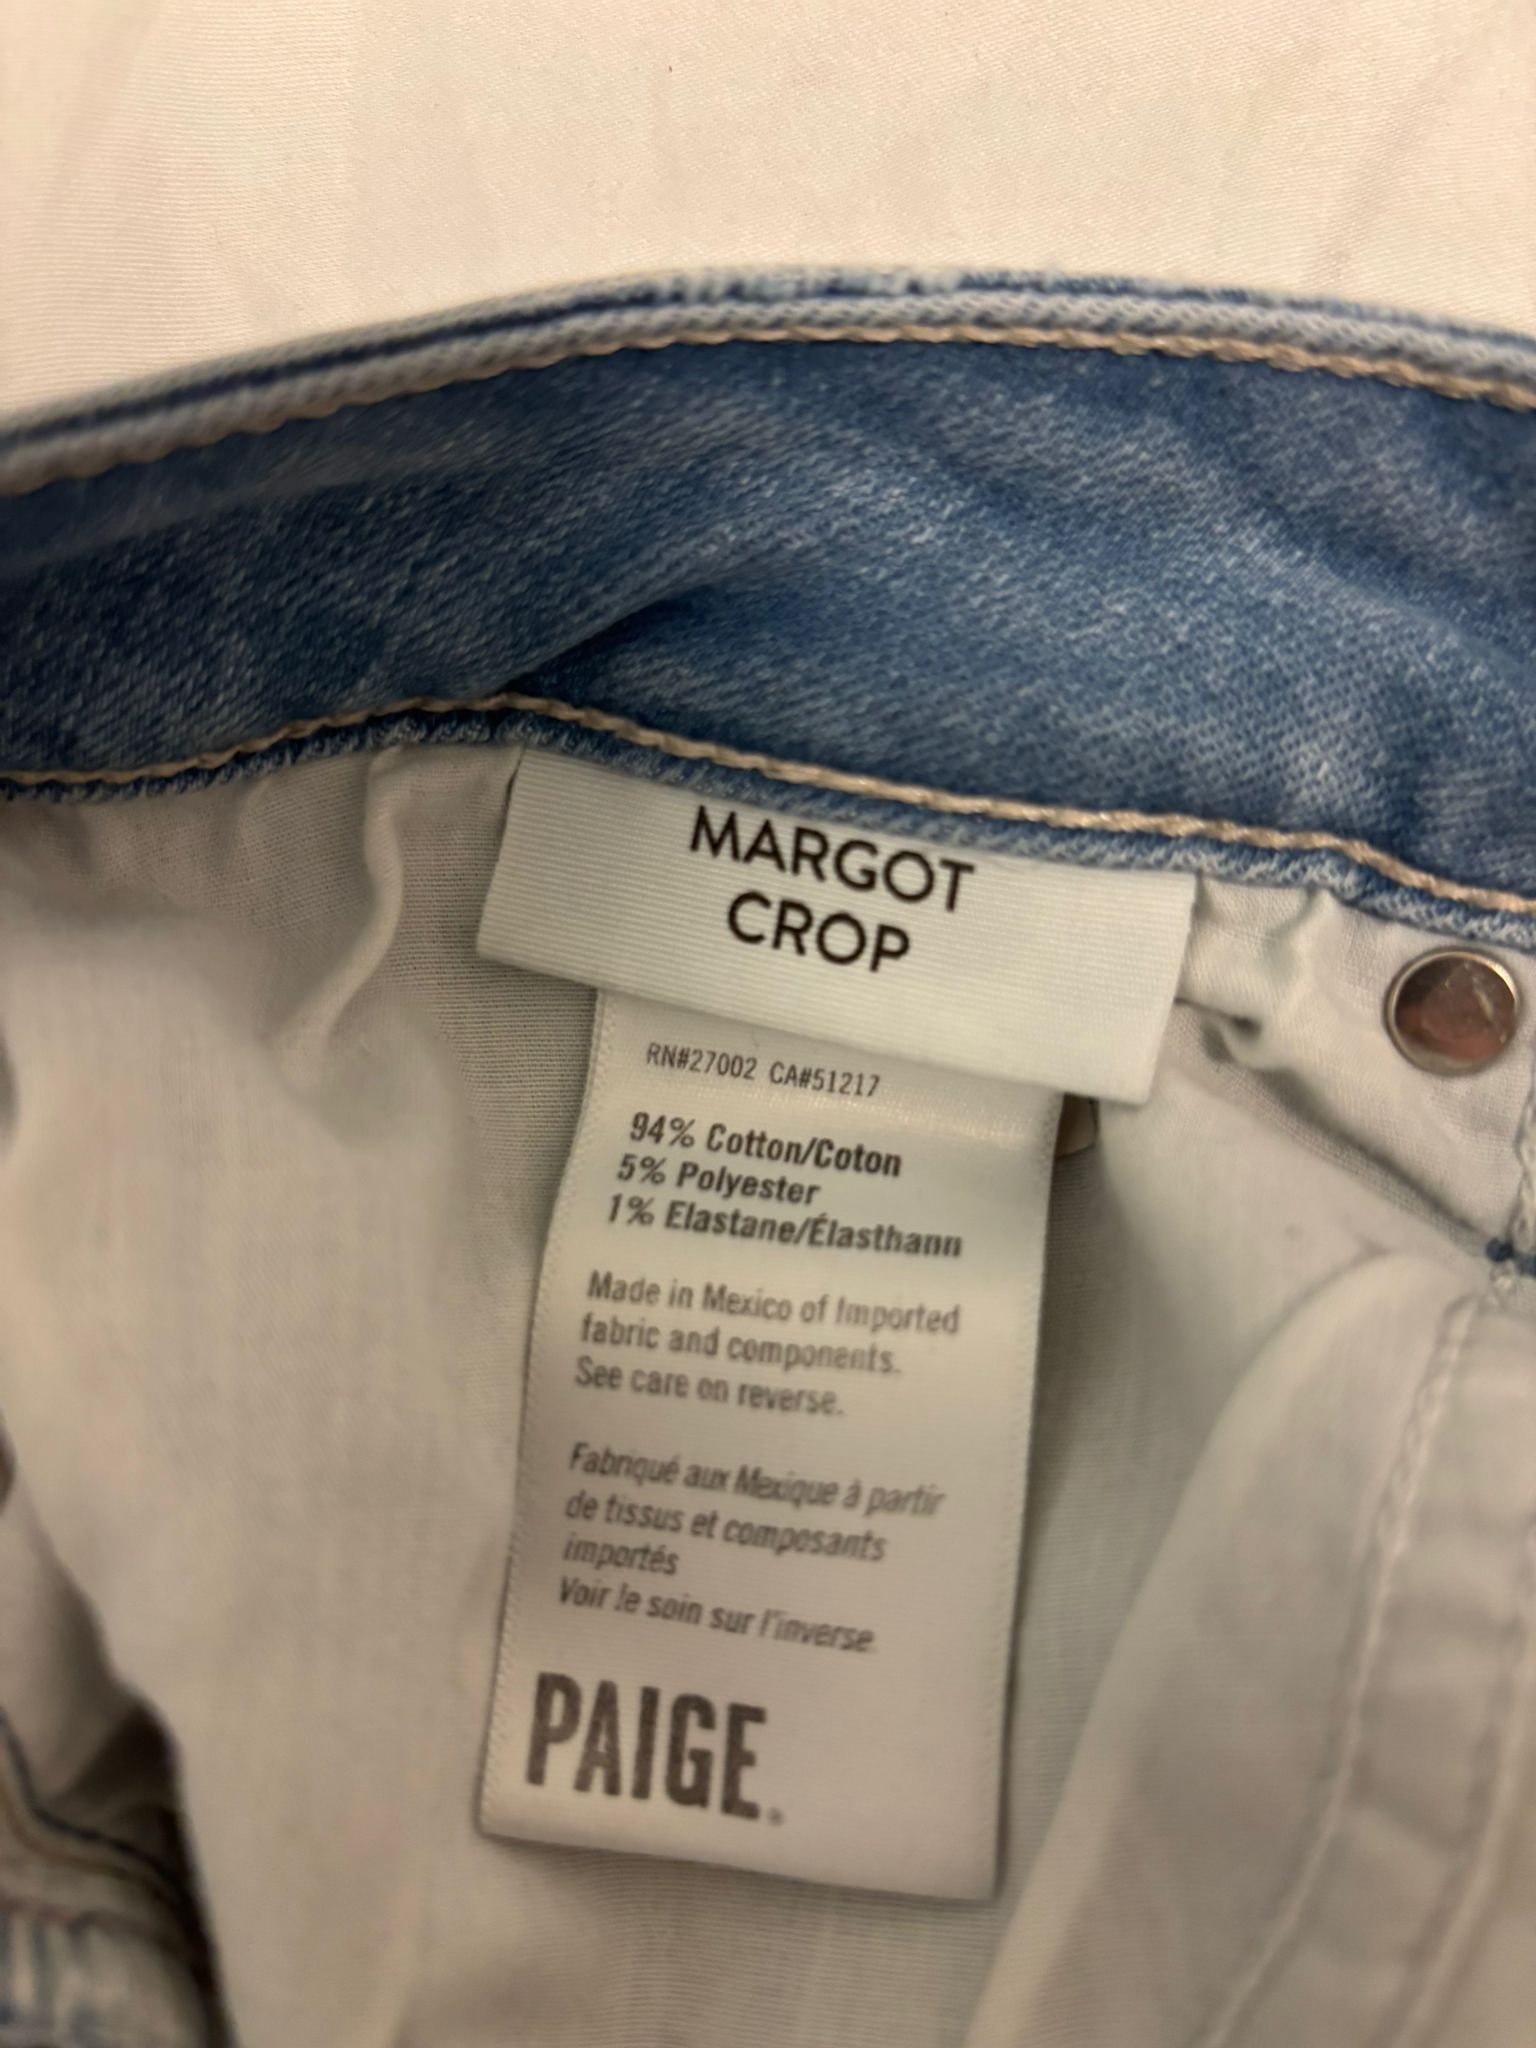 MARGOT
CROP
RN#27002 CA#51217
94% Cotton/Coton
5% Polyester
1% Elastane/Élasthann
Made in Mexico of Imported
fabric and components.
See care on reverse.
Fabriqué aux Mexique à partir
de tissus et composants
importés
Voir le soin sur l'inverse
PAIGE